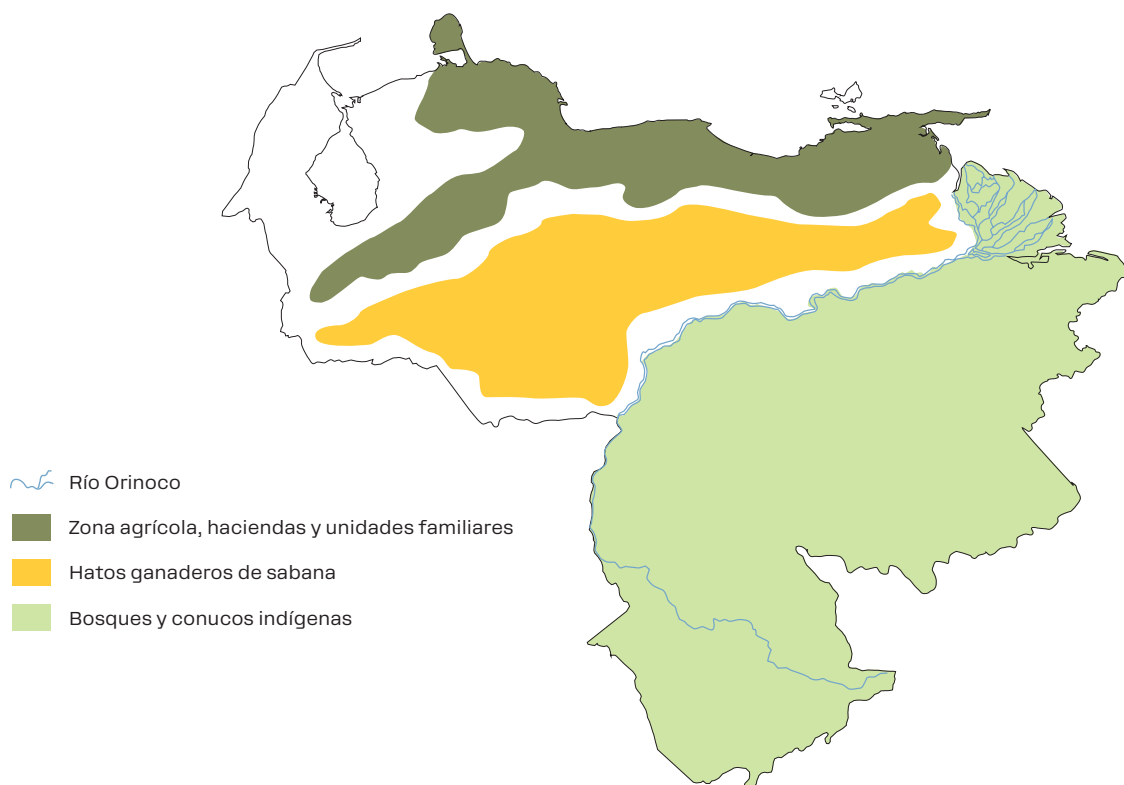 Río Orinoco
Zona agrícola, haciendas y unidades familiares
Hatos ganaderos de sabana
Bosques y conucos indígenas